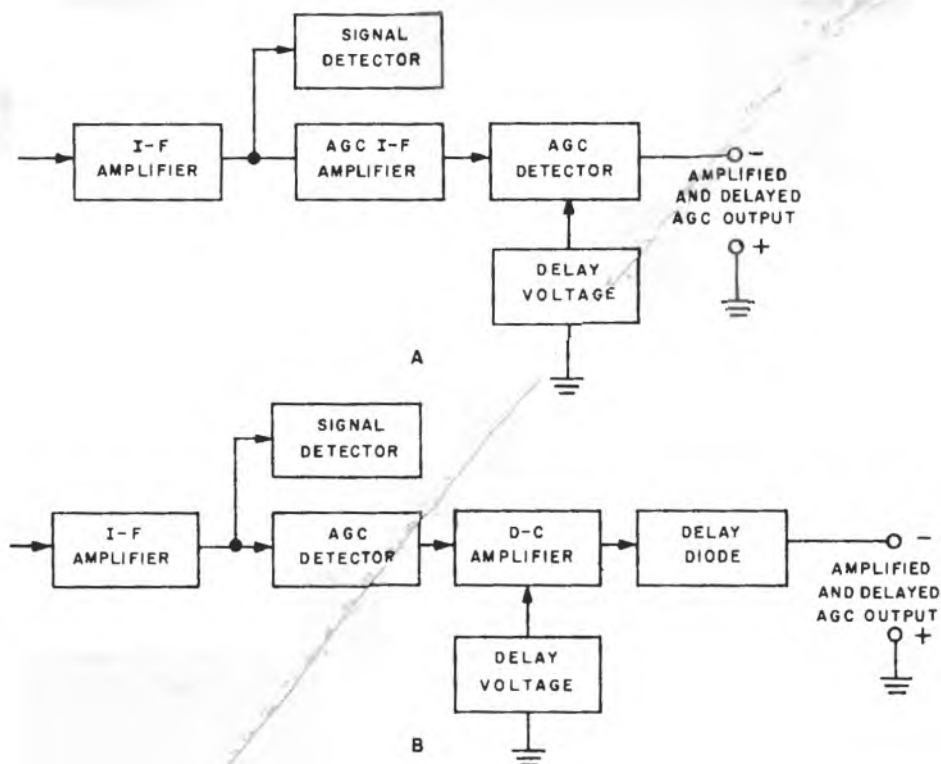 SIGNAL
DETECTOR
I-F
AMPLIFIER
AGC I-F
AMPLIFIER
AGC
DETECTOR
-
AMPLIFIED
AND DELAYED
AGC OUTPUT
+
DELAY
VOLTAGE
A
SIGNAL
DETECTOR
I-F
AMPLIFIER
AGC
DETECTOR
D-C
AMPLIFIER
DELAY
DIODE
-
AMPLIFIED
AND DELAYED
AGC OUTPUT
+
DELAY
VOLTAGE
B